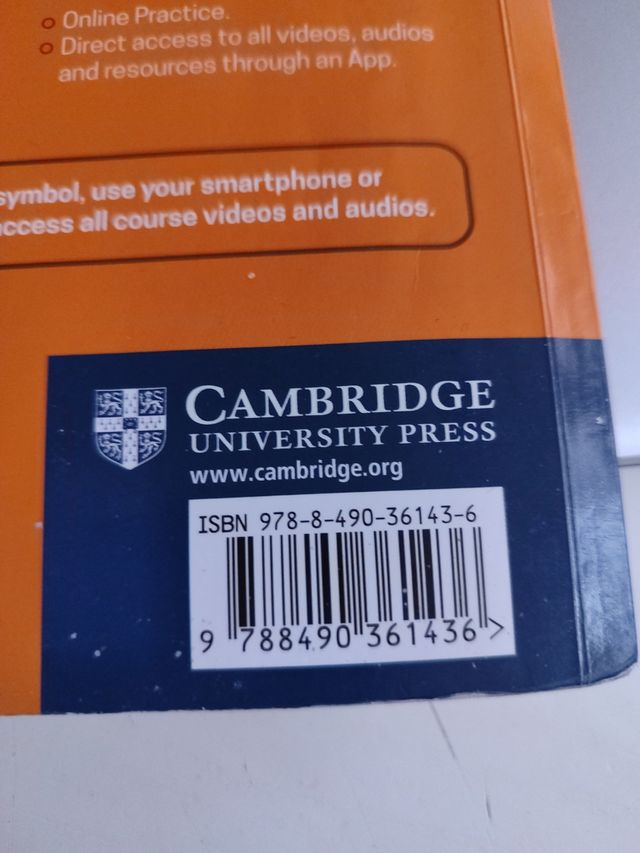 Online Practice.
Direct access to all videos, audios
and resources through an App.
symbol, use your smartphone or
access all course videos and audios.
CAMBRIDGE
UNIVERSITY PRESS
www.cambridge.org
ISBN 978-8-490-36143-6
9 788490 361436 >